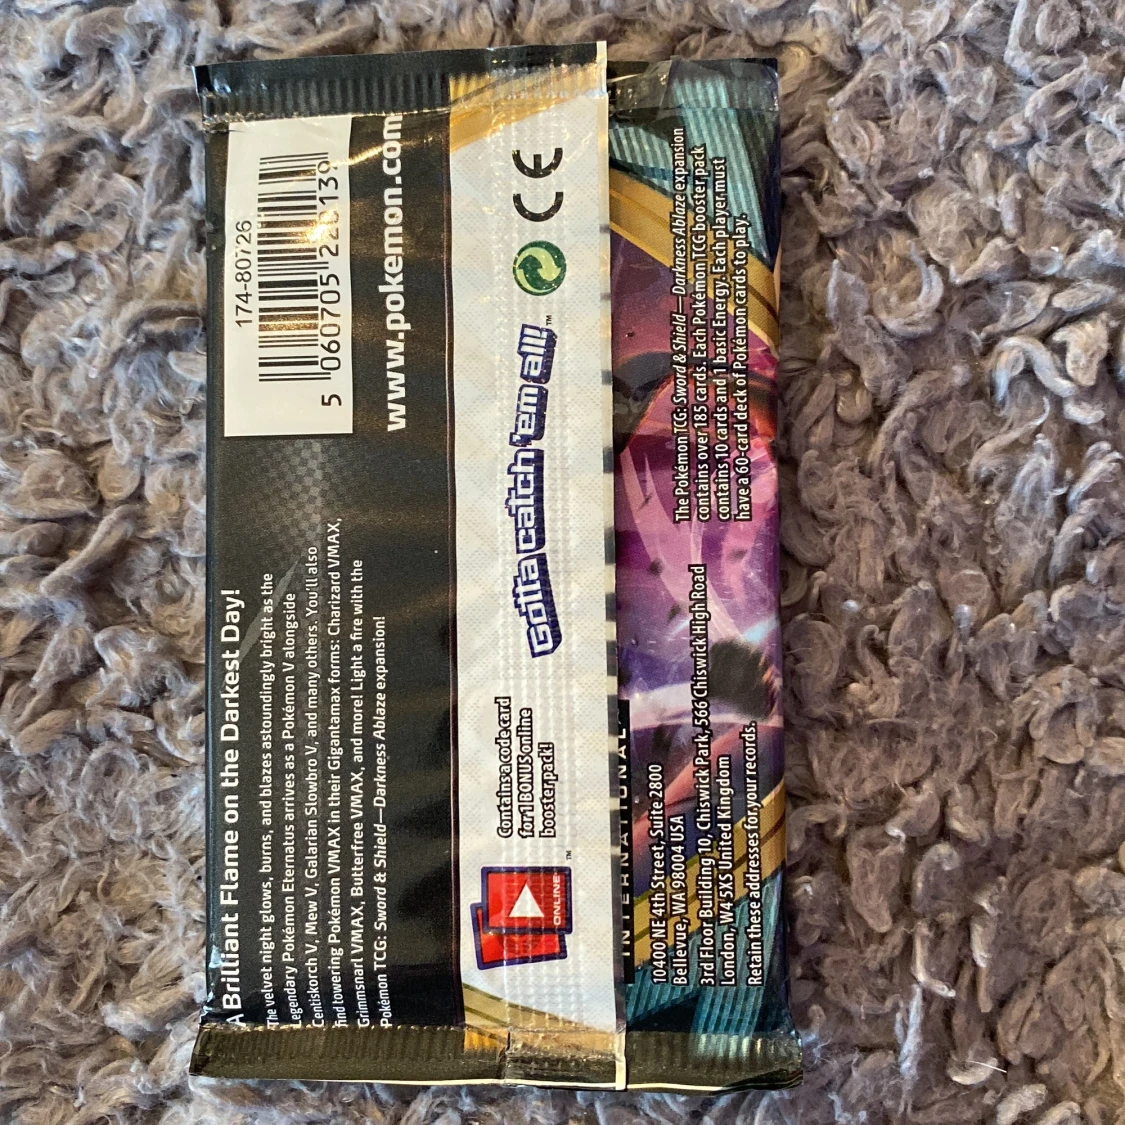 A Brilliant Flame on the Darkest Day!
The velvet night glows, burns, and blazes astoundingly bright as the
Legendary Pokémon Eternatus arrives as a Pokémon V alongside
Centiskorch V, Mew V, Galarian Slowbro V, and many others. You'll also
find towering Pokémon VMAX in their Gigantamax forms: Charizard VMAX,
Grimmsnarl VMAX, Butterfree VMAX, and more! Light a fire with the
Pokémon TCG: Sword & Shield—Darkness Ablaze expansion!
174-80726
5 060705 139
www.pokemon.com
ONLINE™
Contains a code card
for 1 BONUS online
booster pack!
Gotta catch 'em all!™
CE
INTERNATIONAL
10400 NE 4th Street, Suite 2800
Bellevue, WA 98004 USA
3rd Floor Building 10, Chiswick Park, 566 Chiswick High Road
London, W4 5XS United Kingdom
Retain these addresses for your records.
The Pokémon TCG: Sword & Shield—Darkness Ablaze expansion
contains over 185 cards. Each Pokémon TCG booster pack
contains 10 cards and 1 basic Energy. Each player must
have a 60-card deck of Pokémon cards to play.